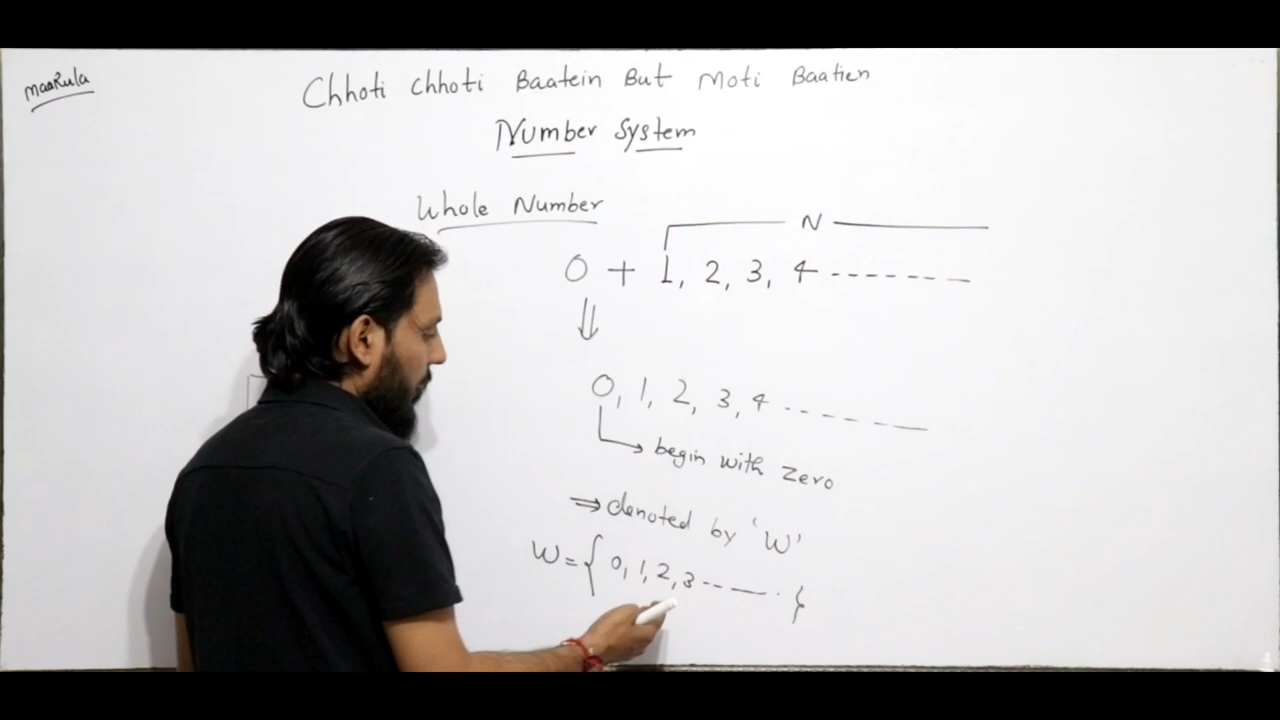 maaRula
Chhoti Chhoti Baatein But Moti Baatien
Number System
Whole Number
N
0 + 1, 2, 3, 4 -------
⇓
0, 1, 2, 3, 4 -------
begin with Zero
⇒ denoted by 'W'
W = { 0, 1, 2, 3 ------- }